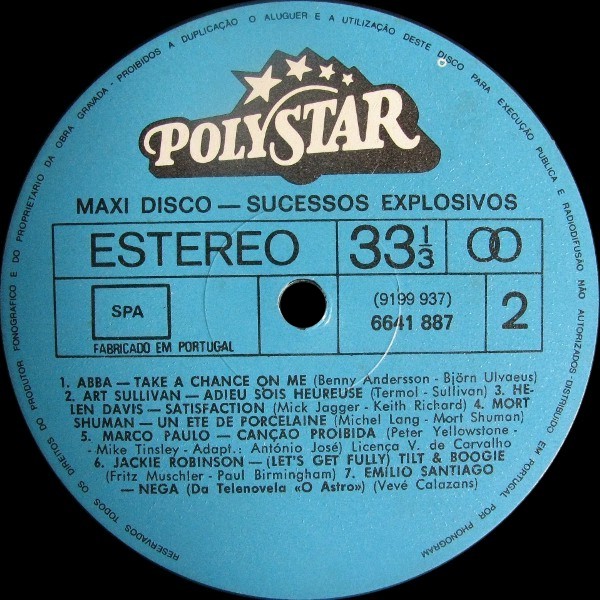 POLYSTAR
MAXI DISCO — SUCESSOS EXPLOSIVOS
ESTEREO 33 1/3
SPA (9199 937) 2
6641 887
FABRICADO EM PORTUGAL
1. ABBA — TAKE A CHANCE ON ME (Benny Andersson - Björn Ulvaeus)
2. ART SULLIVAN — ADIEU SOIS HEUREUSE (Termol - Sullivan) 3. HE-
LEN DAVIS — SATISFACTION (Mick Jagger - Keith Richard) 4. MORT
SHUMAN — UN ETE DE PORCELAINE (Michel Lang - Mort Shuman)
5. MARCO PAULO — CANÇÃO PROIBIDA (Peter Yellowstone -
- Mike Tinsley - Adapt.: António José) Licença V. de Carvalho
6. JACKIE ROBINSON — (LET'S GET FULLY) TILT & BOOGIE
(Fritz Muschler - Paul Birmingham) 7. EMILIO SANTIAGO
— NEGA (Da Telenovela «O Astro») (Vevé Calazans)
RESERVADOS TODOS OS DIREITOS DO PRODUTOR FONOGRAFICO E DO PROPRIETARIO DA OBRA GRAVADA - PROIBIDOS A DUPLICAÇÃO O ALUGUER E A UTILIZAÇÃO DESTE DISCO PARA EXECUÇÃO PUBLICA E RADIODIFUSÃO NÃO AUTORIZADOS DISTRIBUIDO EM PORTUGAL POR PHONOGRAM